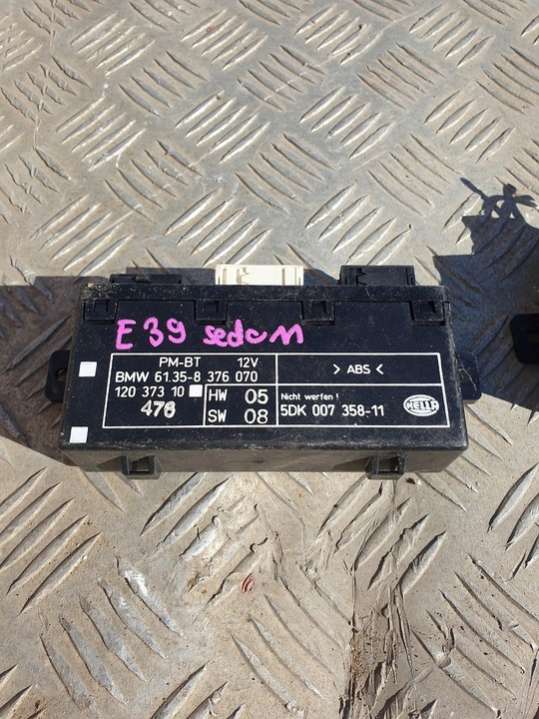 E39 sedan
PM-BT 12V
BMW 61.35-8 376 070
120 373 10
476
HW 05
SW 08
> ABS <
Nicht werfen !
5DK 007 358-11
HELLA